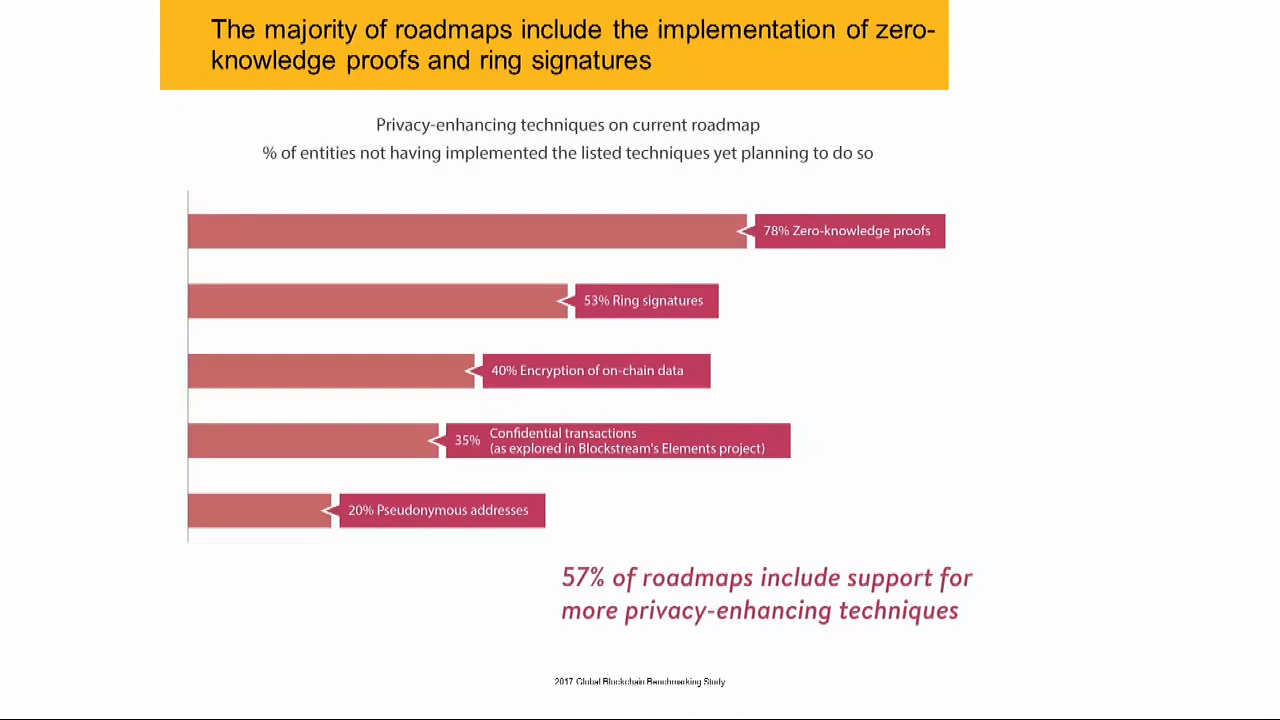 The majority of roadmaps include the implementation of zero-
knowledge proofs and ring signatures
Privacy-enhancing techniques on current roadmap
% of entities not having implemented the listed techniques yet planning to do so
78% Zero-knowledge proofs
53% Ring signatures
40% Encryption of on-chain data
35% Confidential transactions
(as explored in Blockstream's Elements project)
20% Pseudonymous addresses
57% of roadmaps include support for
more privacy-enhancing techniques
2017 Global Blockchain Benchmarking Study